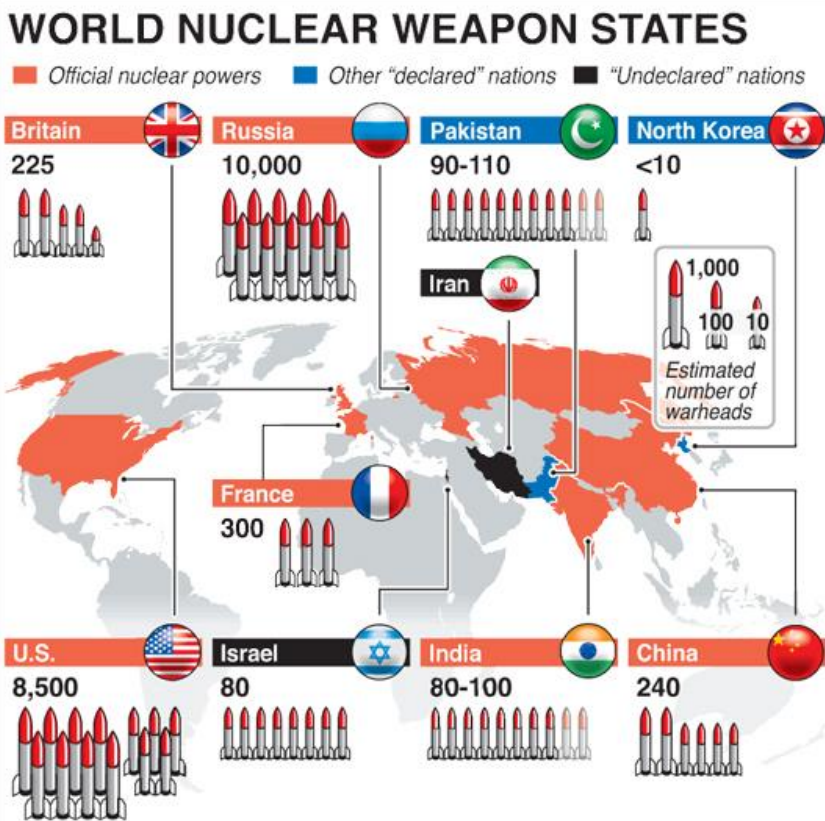 WORLD NUCLEAR WEAPON STATES
Official nuclear powers
Other “declared” nations
“Undeclared” nations
Britain
225
Russia
10,000
Pakistan
90-110
North Korea
<10
Iran
1,000
100
10
Estimated
number of
warheads
France
300
U.S.
8,500
Israel
80
India
80-100
China
240